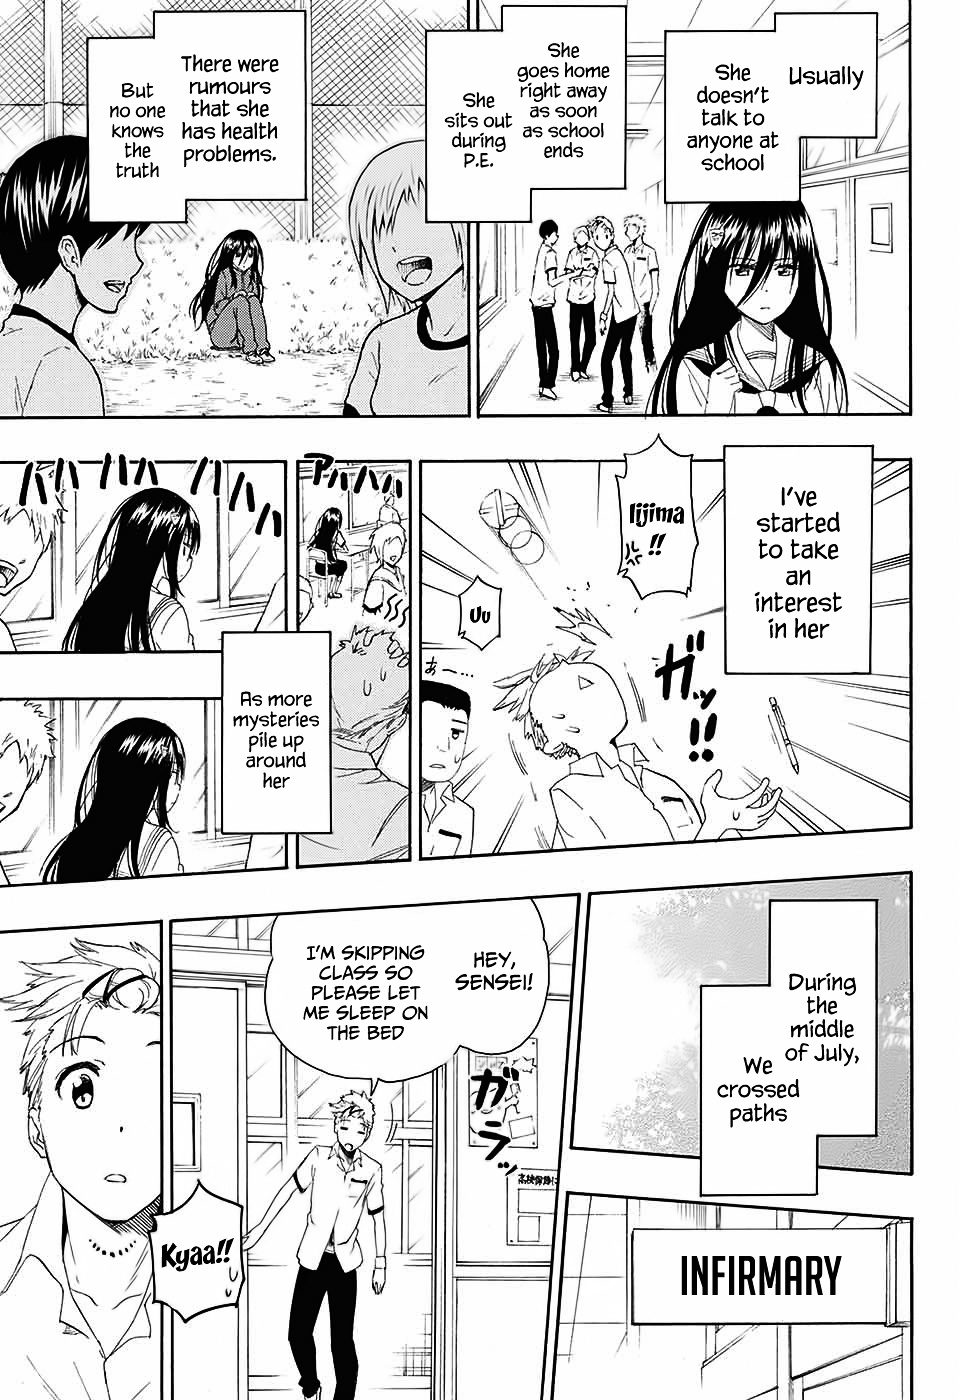 Usually
She
doesn't
talk to
anyone at
school
She
goes home
right away
as soon
as school
ends
She
sits out
during
P.E.
There were
rumours
that she
has health
problems.
But
no one
knows
the
truth
I've
started
to take
an
interest
in her
Iijima
!!
Uu
ガッ!!
あー…
アハハハ
ハハハ
ハハハ
As more
mysteries
pile up
around
her
During
the
middle
of July,
We
crossed
paths
INFIRMARY
HEY,
SENSEI!
I'M SKIPPING
CLASS SO
PLEASE LET
ME SLEEP ON
THE BED
ガラ
Kyaa!!